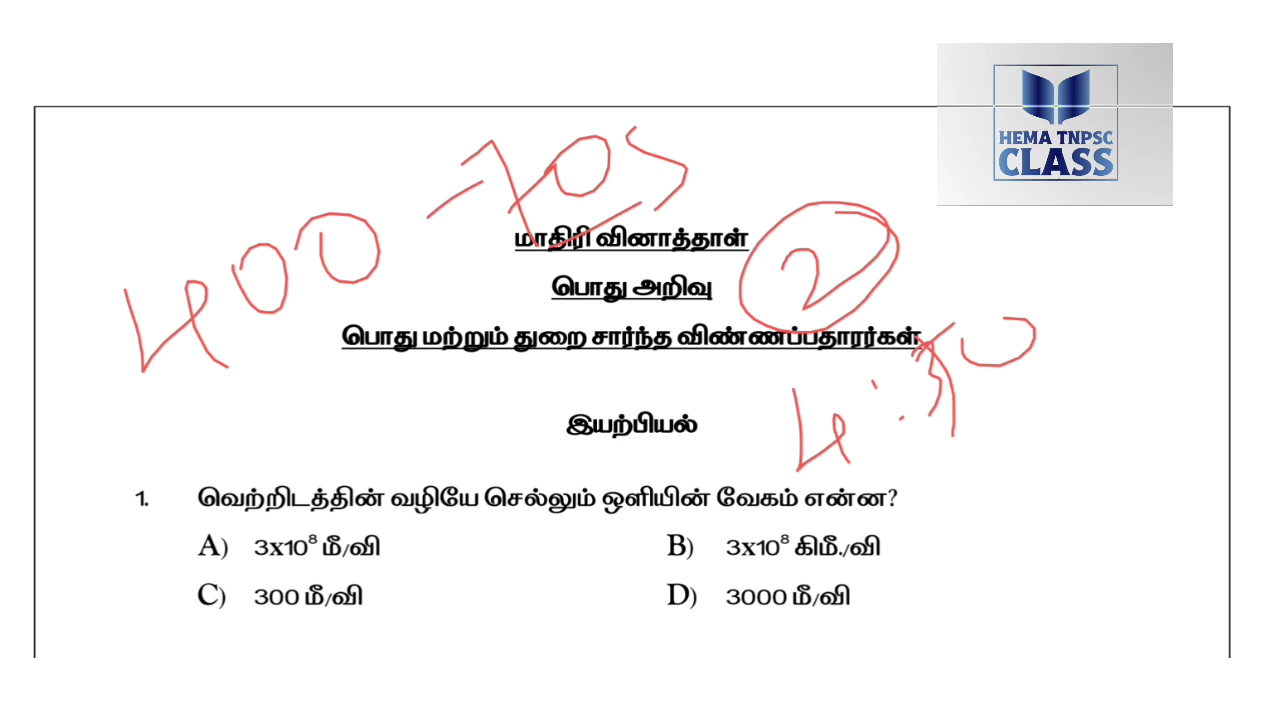 HEMA TNPSC
CLASS
400 - 705
மாதிரி வினாத்தாள்
2
பொது அறிவு
பொது மற்றும் துறை சார்ந்த விண்ணப்பதாரர்கள்
4:30
இயற்பியல்
1. வெற்றிடத்தின் வழியே செல்லும் ஒளியின் வேகம் என்ன?
A) 3x10⁸ மீ/வி B) 3x10⁸ கிமீ./வி
C) 300 மீ/வி D) 3000 மீ/வி